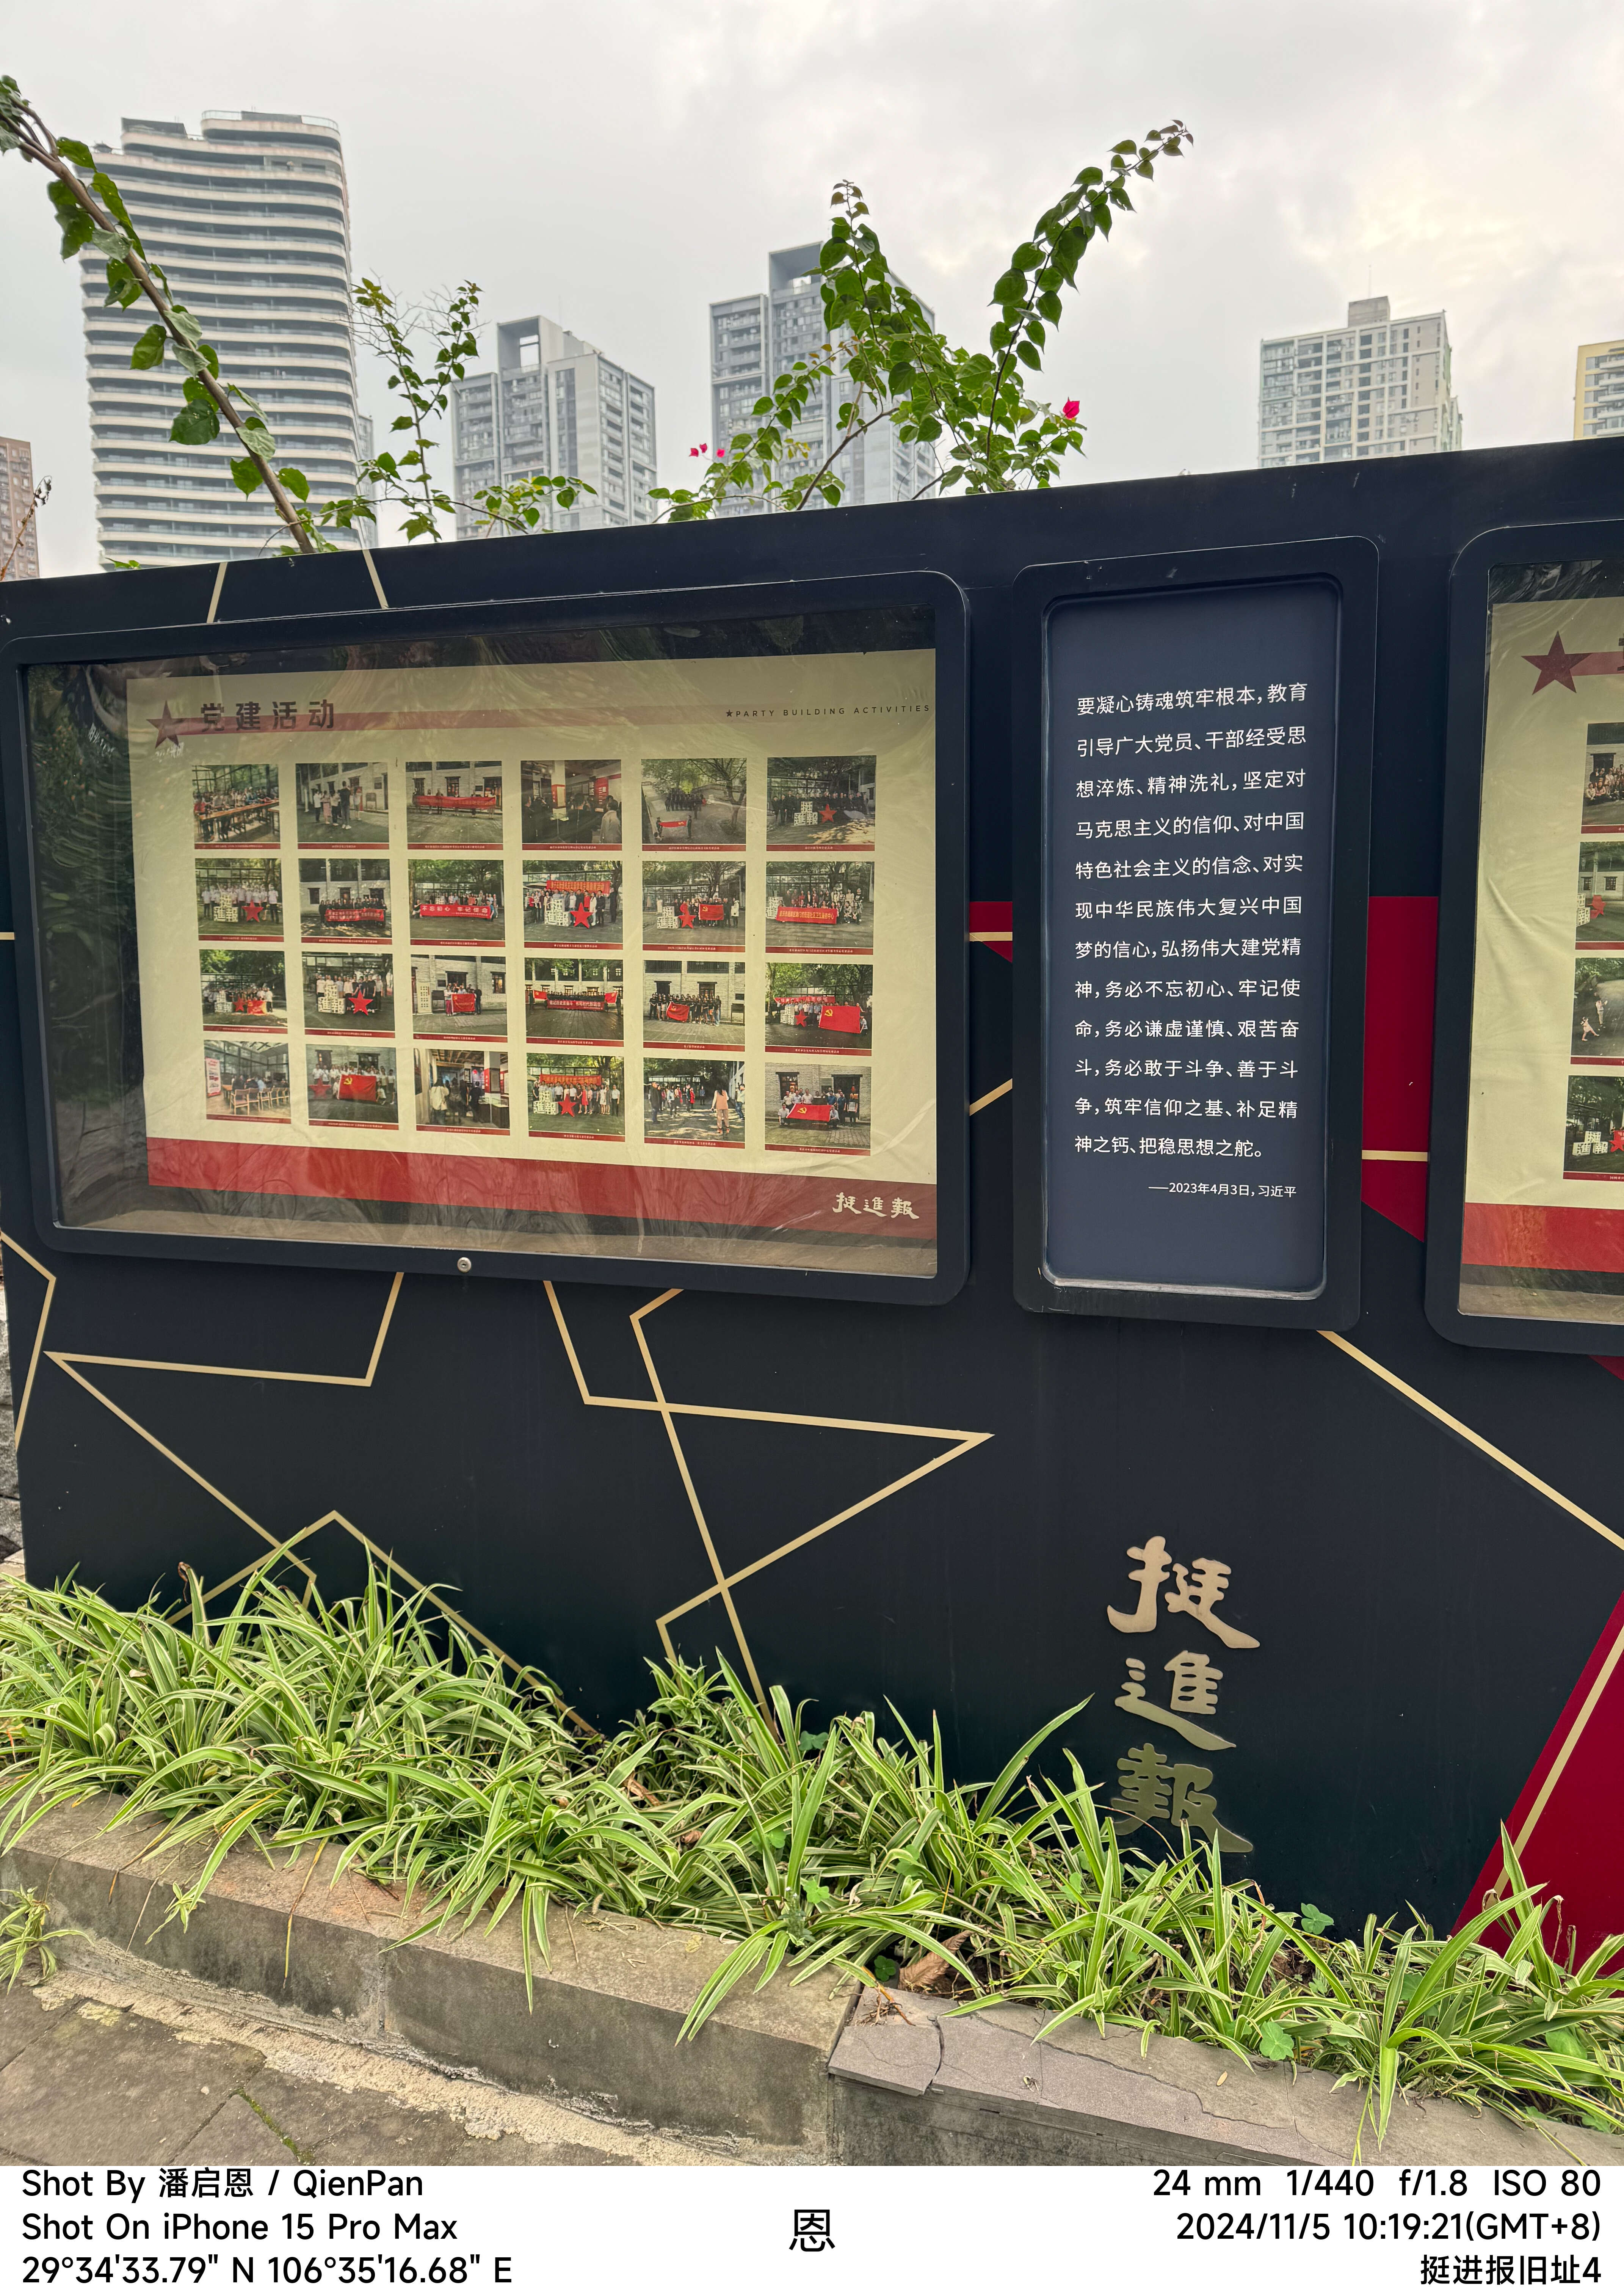 党建活动
★PARTY BUILDING ACTIVITIES
挺進報
要凝心铸魂筑牢根本，教育
引导广大党员、干部经受思
想淬炼、精神洗礼，坚定对
马克思主义的信仰、对中国
特色社会主义的信念、对实
现中华民族伟大复兴中国
梦的信心，弘扬伟大建党精
神，务必不忘初心、牢记使
命，务必谦虚谨慎、艰苦奋
斗，务必敢于斗争、善于斗
争，筑牢信仰之基、补足精
神之钙、把稳思想之舵。
——2023年4月3日，习近平
挺
進
報
Shot By 潘启恩 / QienPan
Shot On iPhone 15 Pro Max
29°34'33.79" N 106°35'16.68" E
恩
24 mm 1/440 f/1.8 ISO 80
2024/11/5 10:19:21(GMT+8)
挺进报旧址4